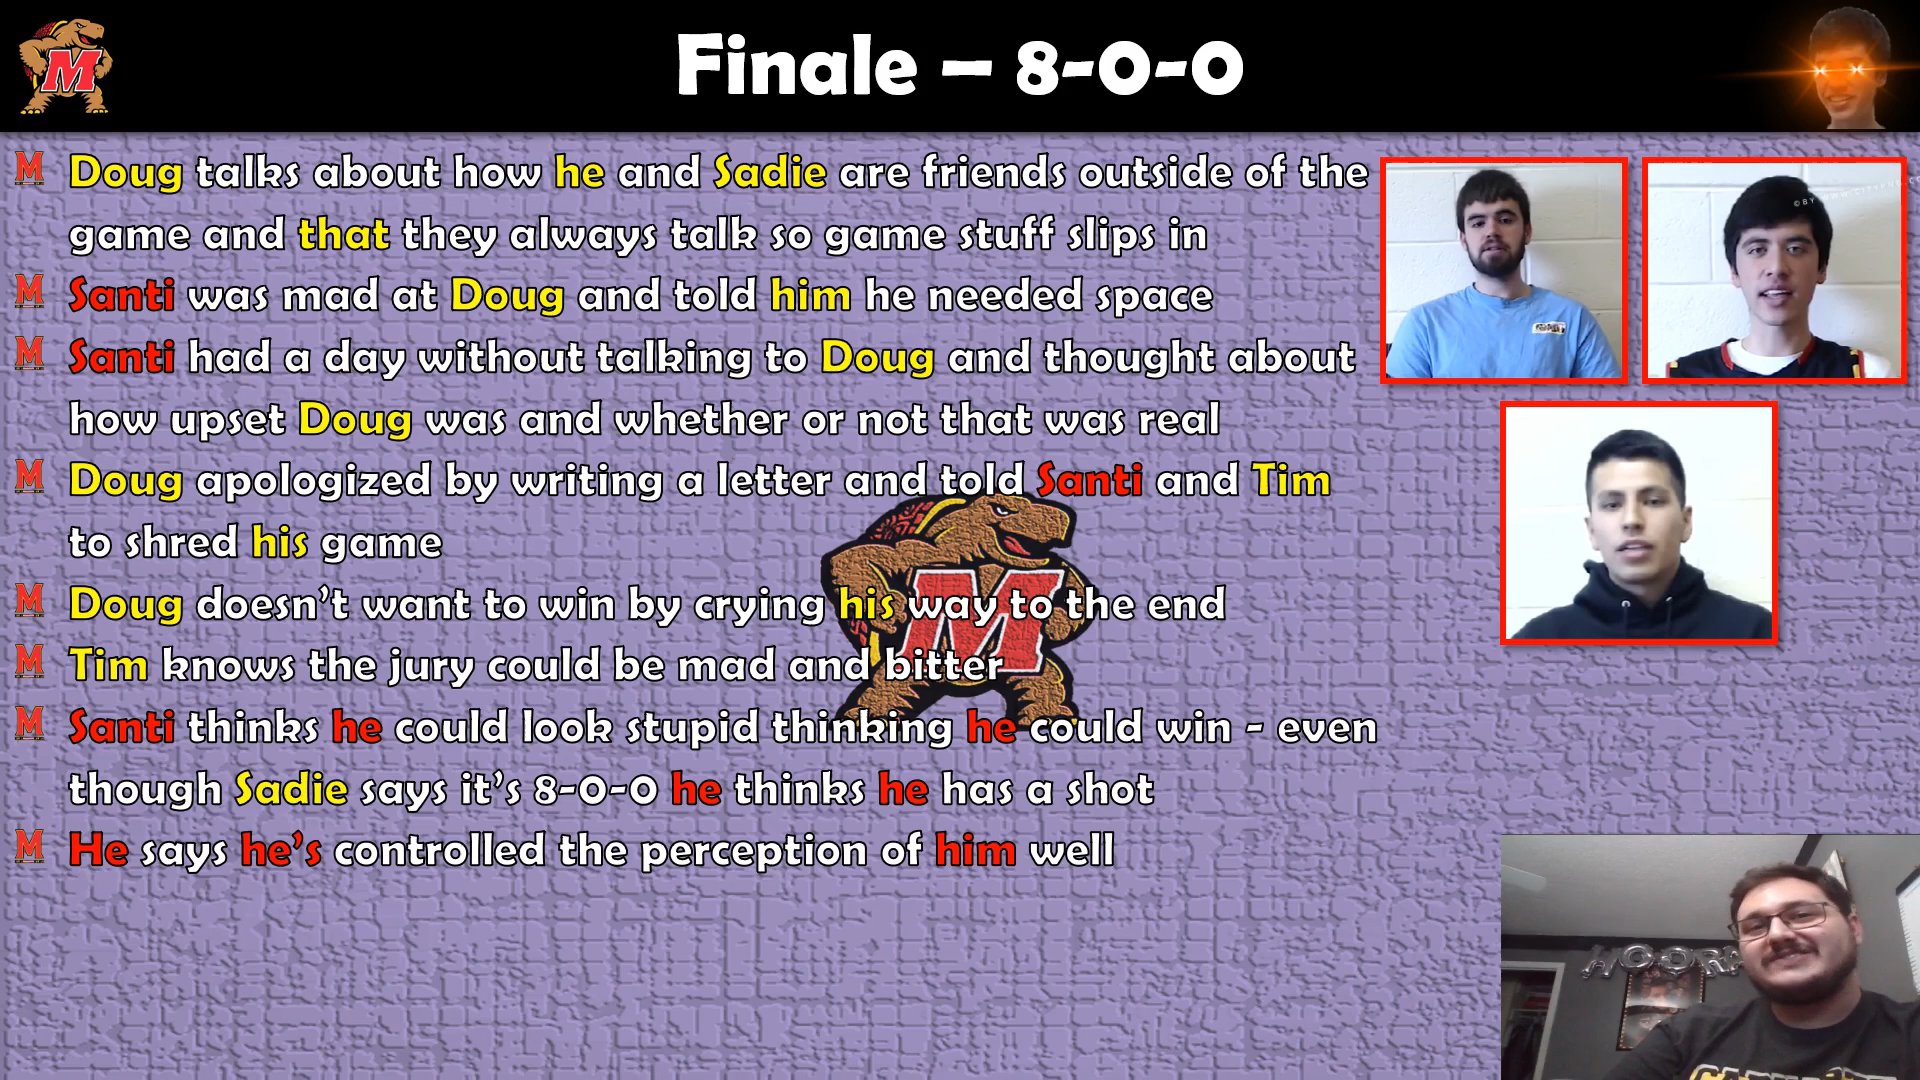 Finale – 8-0-0
Doug talks about how he and Sadie are friends outside of the
game and that they always talk so game stuff slips in
Santi was mad at Doug and told him he needed space
Santi had a day without talking to Doug and thought about
how upset Doug was and whether or not that was real
Doug apologized by writing a letter and told Santi and Tim
to shred his game
Doug doesn't want to win by crying his way to the end
Tim knows the jury could be mad and bitter
Santi thinks he could look stupid thinking he could win - even
though Sadie says it's 8-0-0 he thinks he has a shot
He says he's controlled the perception of him well
M
M